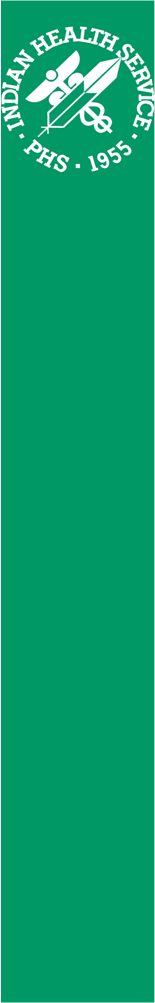 · INDIAN HEALTH SERVICE ·
PHS · 1955